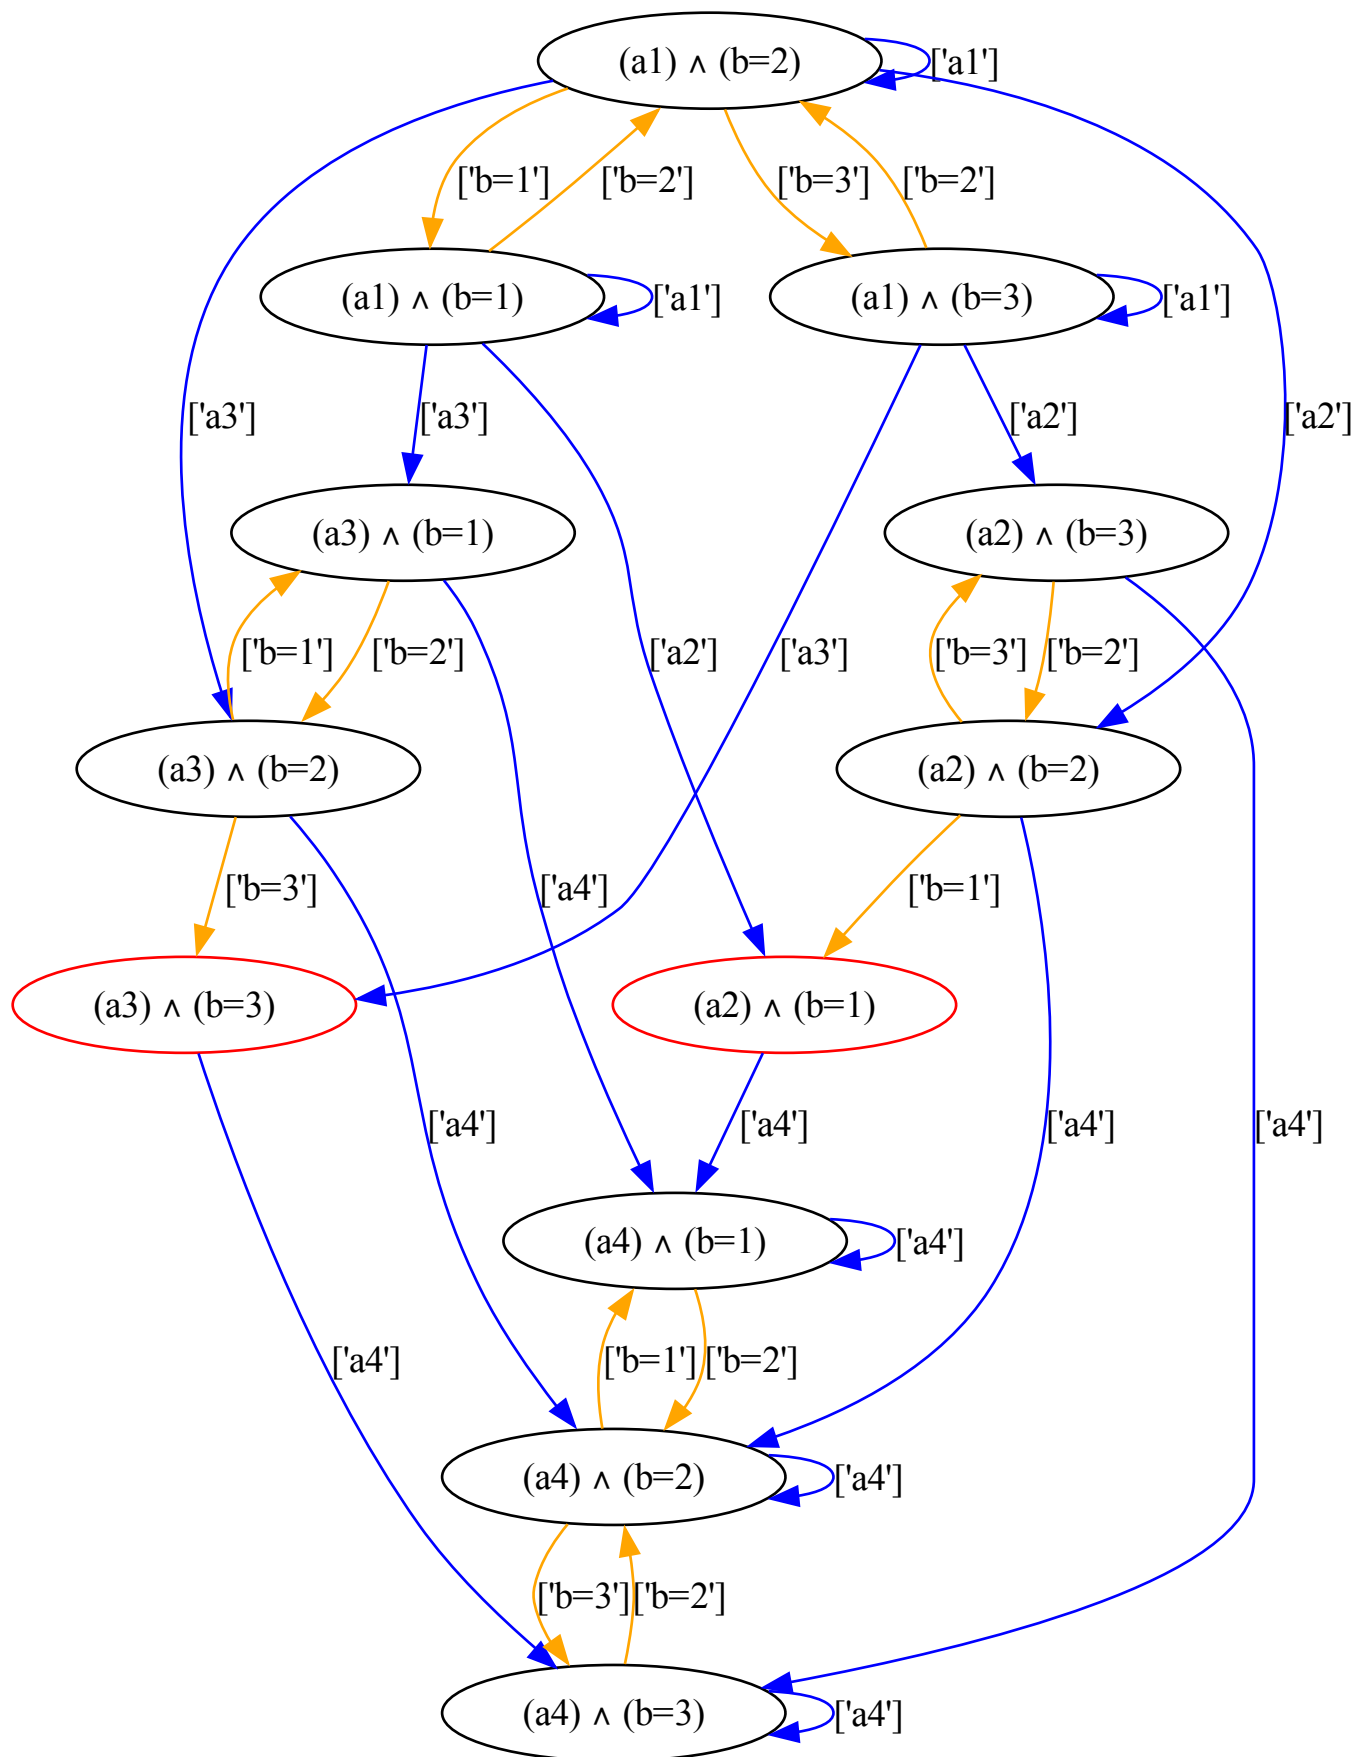 (a1) ∧ (b=2)
['a1']
['b=1']
['b=2']
['b=3']
['b=2']
(a1) ∧ (b=1)
['a1']
(a1) ∧ (b=3)
['a1']
['a3']
['a3']
['a2']
['a2']
(a3) ∧ (b=1)
(a2) ∧ (b=3)
['b=1']
['b=2']
['a2']
['a3']
['b=3']
['b=2']
(a3) ∧ (b=2)
(a2) ∧ (b=2)
['b=3']
['a4']
['b=1']
(a3) ∧ (b=3)
(a2) ∧ (b=1)
['a4']
['a4']
['a4']
['a4']
(a4) ∧ (b=1)
['a4']
['a4']
['b=1']
['b=2']
(a4) ∧ (b=2)
['a4']
['b=3']
['b=2']
(a4) ∧ (b=3)
['a4']